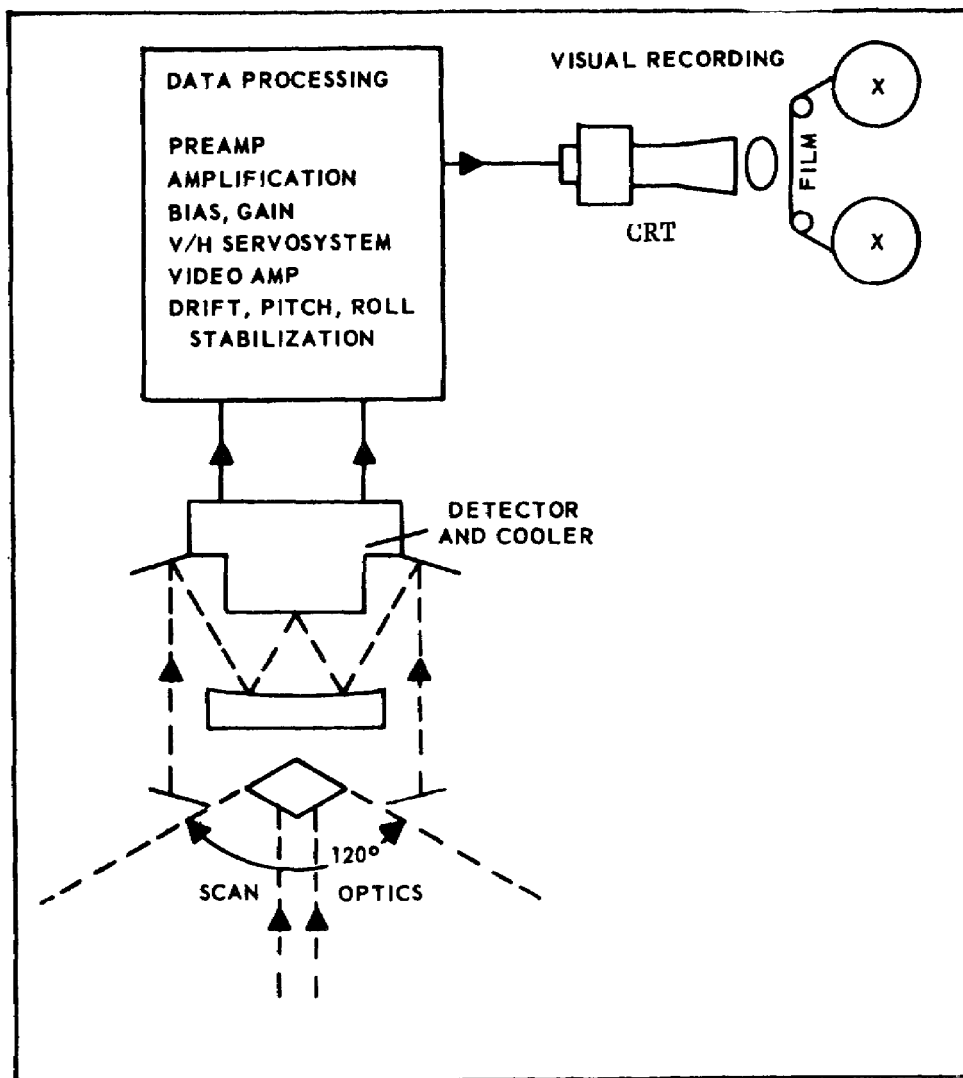 DATA PROCESSING
PREAMP
AMPLIFICATION
BIAS, GAIN
V/H SERVOSYSTEM
VIDEO AMP
DRIFT, PITCH, ROLL
STABILIZATION
VISUAL RECORDING
X
FILM
X
CRT
DETECTOR
AND COOLER
120°
SCAN OPTICS